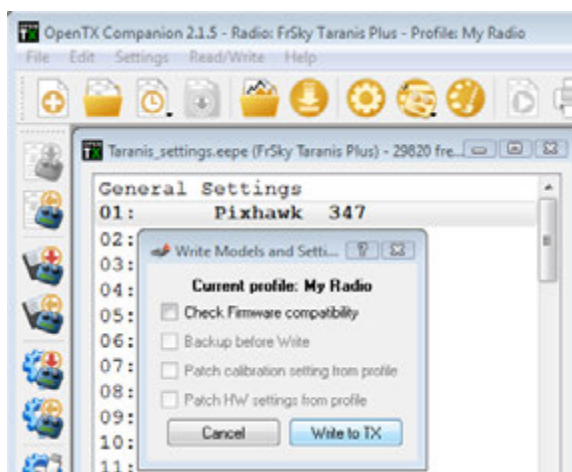 OpenTX Companion 2.1.5 - Radio: FrSky Taranis Plus - Profile: My Radio
File Edit Settings Read/Write Help
Taranis_settings.eepe (FrSky Taranis Plus) - 29820 fre...
General Settings
01: Pixhawk 347
02:
Write Models and Setti...
03:
04: Current profile: My Radio
05: Check Firmware compatibility
06: Backup before Write
07: Patch calibration setting from profile
08: Patch HW settings from profile
09:
10: Cancel Write to TX
11: